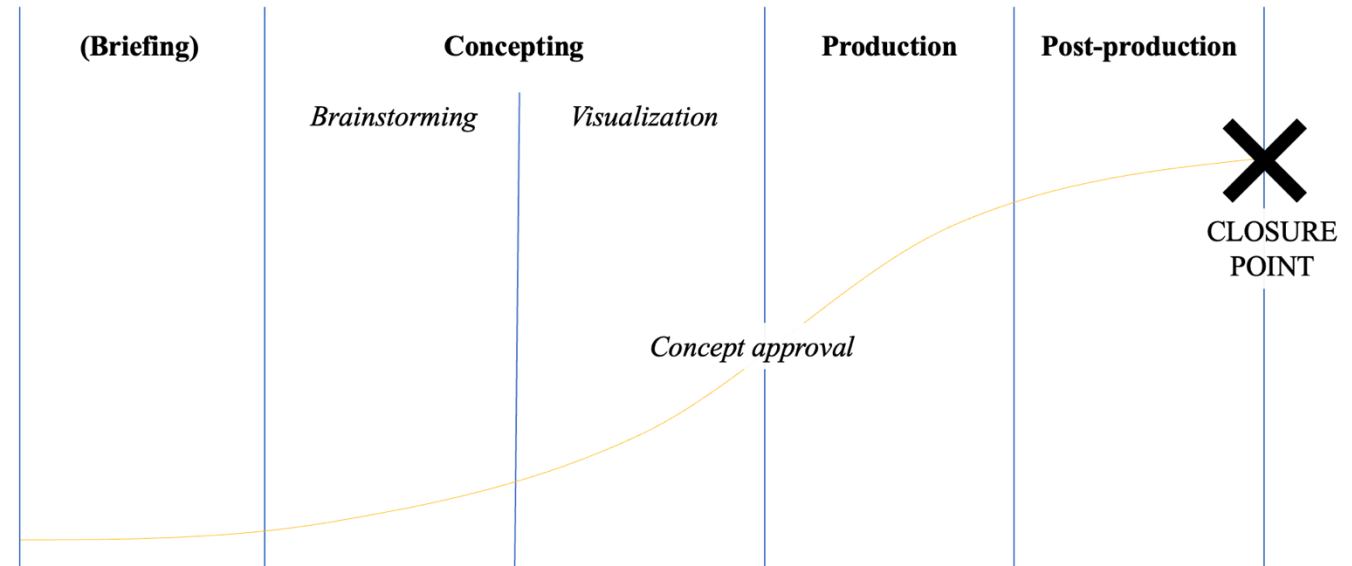 (Briefing)
Concepting
Production
Post-production
Brainstorming
Visualization
CLOSURE
POINT
Concept approval